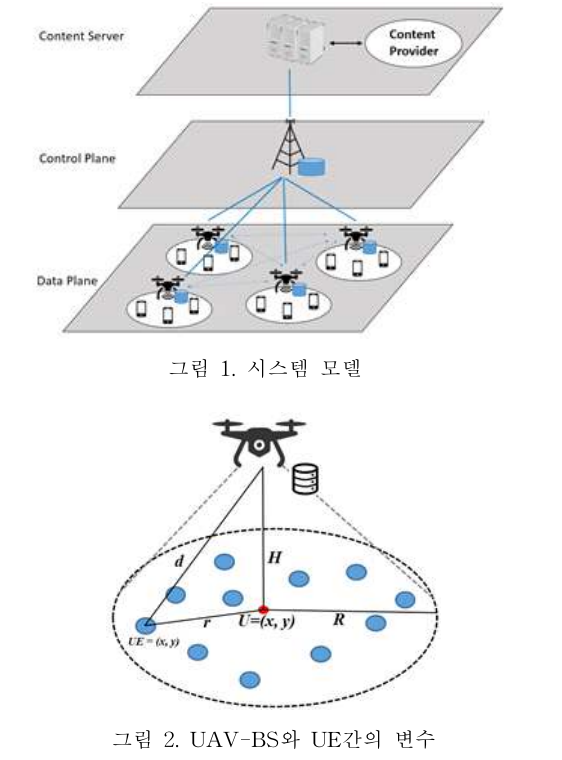 Content Server
Content
Provider
Control Plane
Data Plane
그림 1. 시스템 모델
d
H
r
U=(x, y)
R
UE = (x, y)
그림 2. UAV-BS와 UE간의 변수